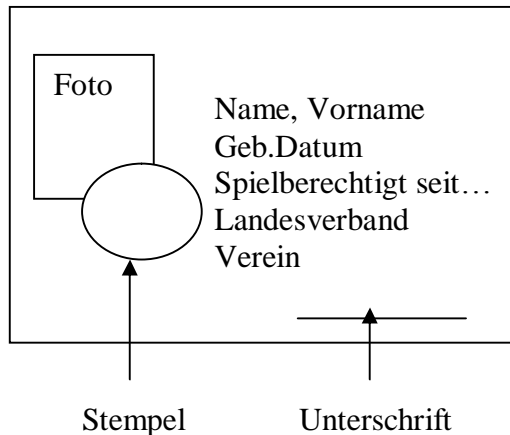 Foto
Name, Vorname
Geb.Datum
Spielberechtigt seit…
Landesverband
Verein
Stempel
Unterschrift